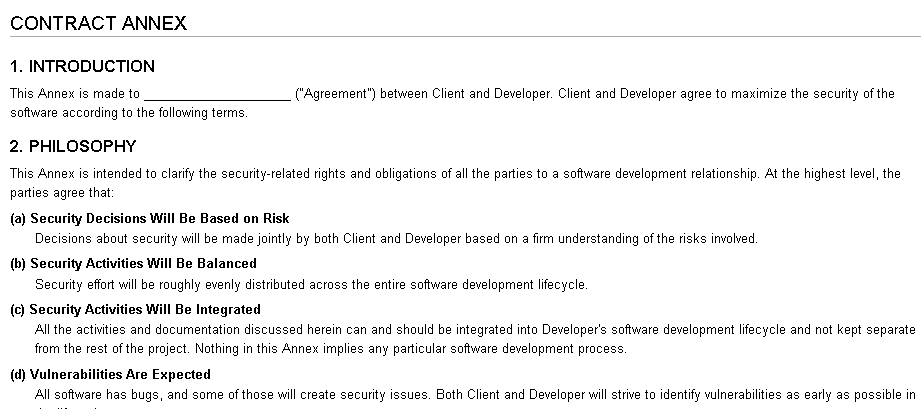 CONTRACT ANNEX
1. INTRODUCTION
This Annex is made to _____________________ ("Agreement") between Client and Developer. Client and Developer agree to maximize the security of the
software according to the following terms.
2. PHILOSOPHY
This Annex is intended to clarify the security-related rights and obligations of all the parties to a software development relationship. At the highest level, the
parties agree that:
(a) Security Decisions Will Be Based on Risk
Decisions about security will be made jointly by both Client and Developer based on a firm understanding of the risks involved.
(b) Security Activities Will Be Balanced
Security effort will be roughly evenly distributed across the entire software development lifecycle.
(c) Security Activities Will Be Integrated
All the activities and documentation discussed herein can and should be integrated into Developer's software development lifecycle and not kept separate
from the rest of the project. Nothing in this Annex implies any particular software development process.
(d) Vulnerabilities Are Expected
All software has bugs, and some of those will create security issues. Both Client and Developer will strive to identify vulnerabilities as early as possible in